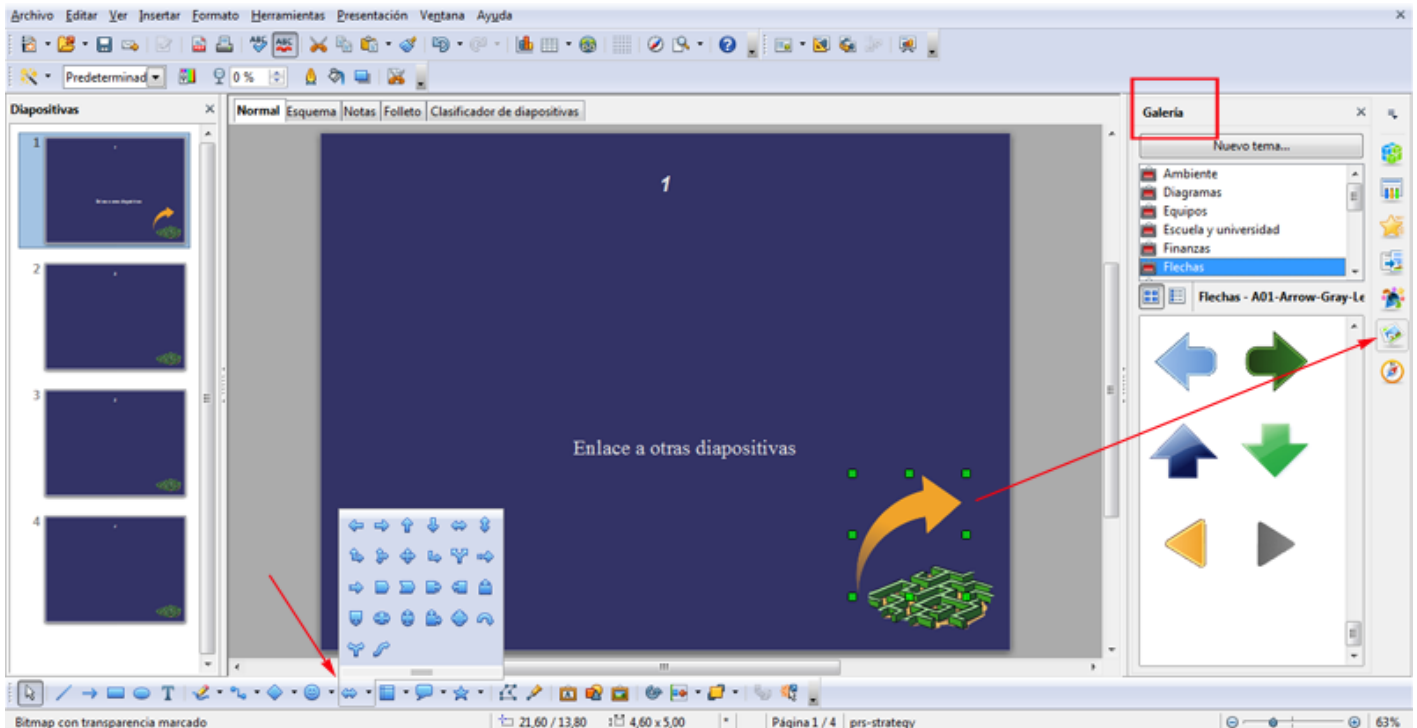 Archivo Editar Ver Insertar Formato Herramientas Presentación Ventana Ayuda
Predeterminad 0 %
Diapositivas
Normal Esquema Notas Folleto Clasificador de diapositivas
Galería
Nuevo tema...
Ambiente
Diagramas
Equipos
Escuela y universidad
Finanzas
Flechas
Flechas - A01-Arrow-Gray-Le
1
2
3
4
1
Enlace a otras diapositivas
Bitmap con transparencia marcado 21,60 / 13,80 4,60 x 5,00 * Página 1 / 4 prs-strategy 63%